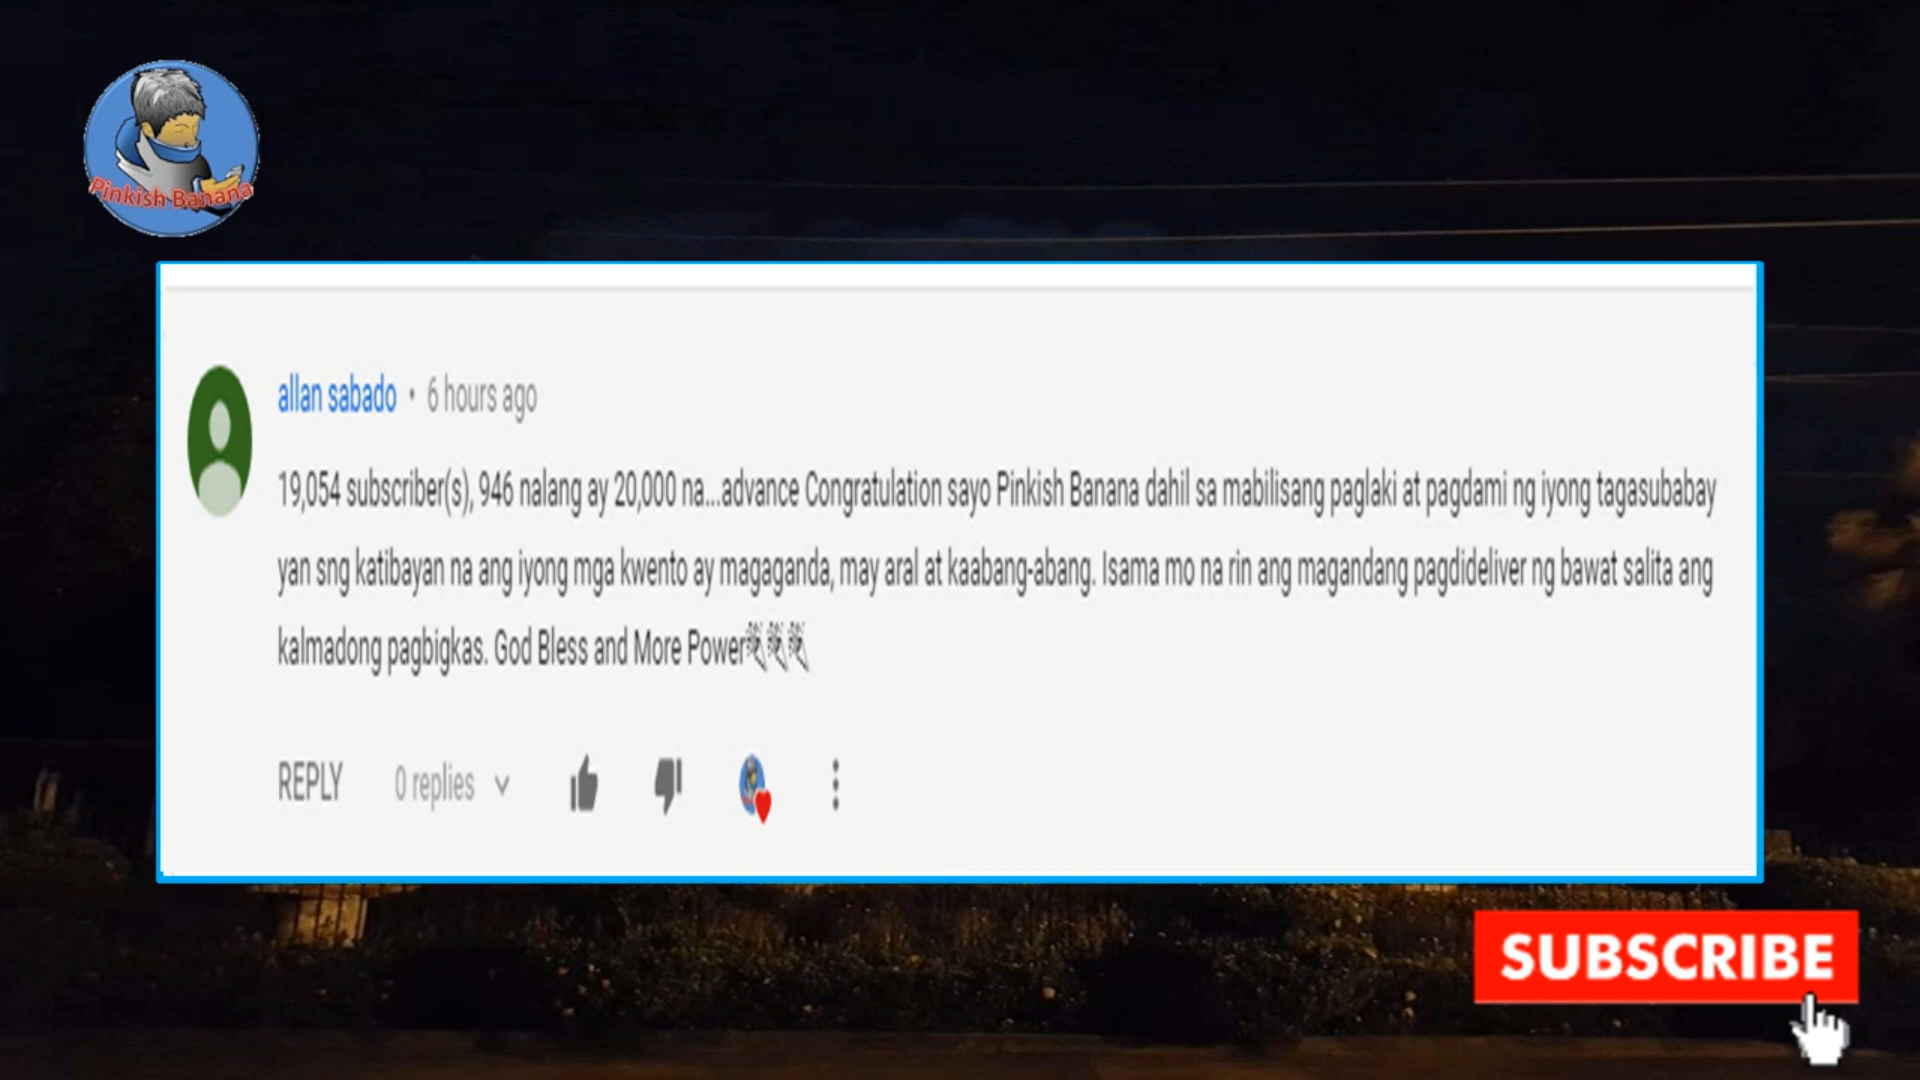 Pinkish Banana
allan sabado • 6 hours ago
19,054 subscriber(s), 946 nalang ay 20,000 na...advance Congratulation sayo Pinkish Banana dahil sa mabilisang paglaki at pagdami ng iyong tagasubabay
yan sng katibayan na ang iyong mga kwento ay magaganda, may aral at kaabang-abang. Isama mo na rin ang magandang pagdideliver ng bawat salita ang
kalmadong pagbigkas. God Bless and More Power
REPLY 0 replies
SUBSCRIBE